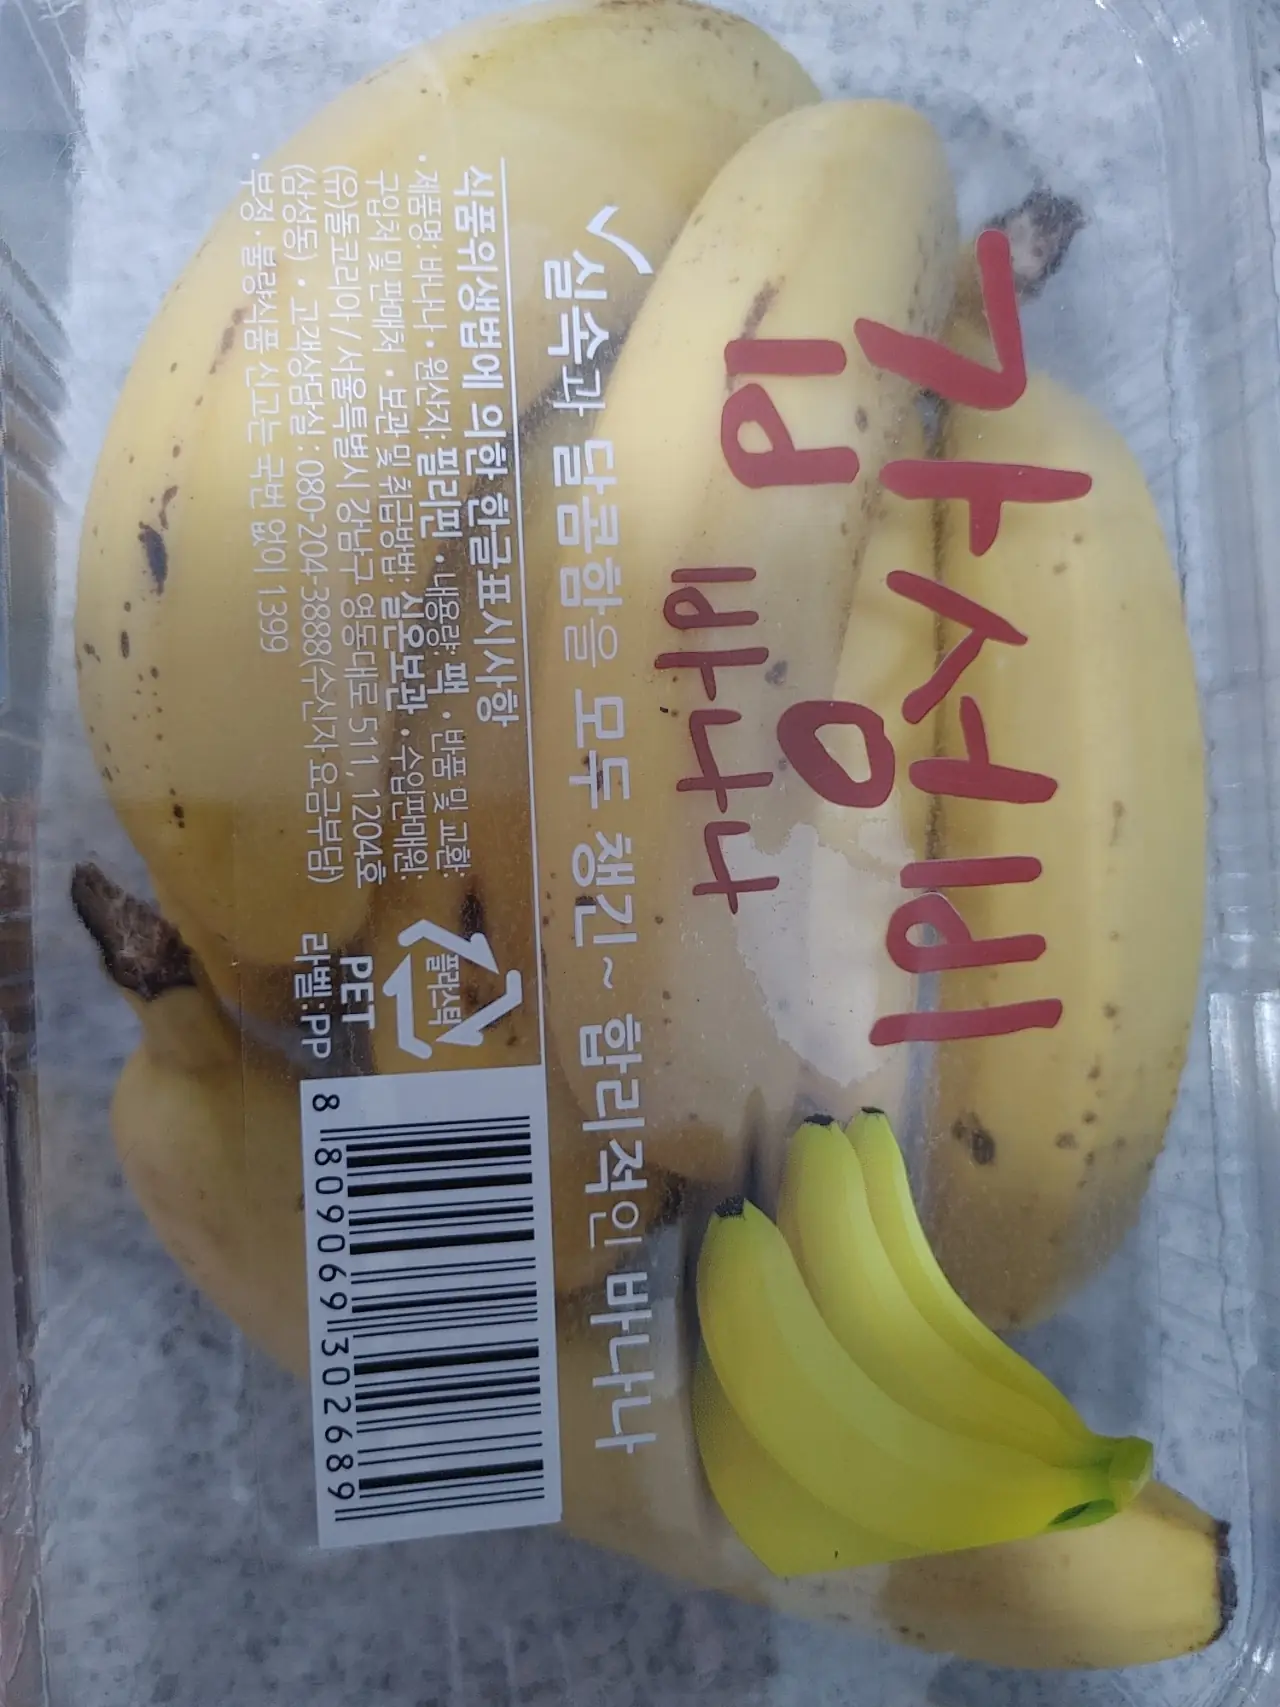 가성비
띵
바나나
실속과 달콤함을 모두 챙긴~ 합리적인 바나나
식품위생법에 의한 한글표시사항
·제품명: 바나나 · 원산지: 필리핀 · 내용량: 팩 · 반품 및 교환:
구입처 및 판매처 · 보관 및 취급방법: 실온보관 · 수입판매원:
(유)돌코리아 / 서울특별시 강남구 영동대로 511, 1204호
(삼성동) · 고객상담실 : 080-204-3888(수신자 요금부담)
·부정·불량식품 신고는 국번 없이 1399
플라스틱
PET
라벨:PP
8 809069 302689